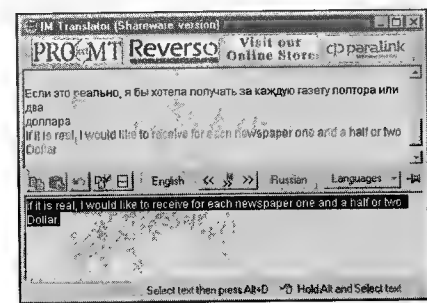 IM Translator (Shareware version)
PRO MT Reverso Visit our Online Store: paralink
Если это реально, я бы хотела получать за каждую газету полтора или
два
доллара
If it is real, I would like to receive for each newspaper one and a half or two
Dollar
English << >> Russian Languages
If it is real, I would like to receive for each newspaper one and a half or two
Dollar
Select text then press Alt+D Hold Alt and Select text